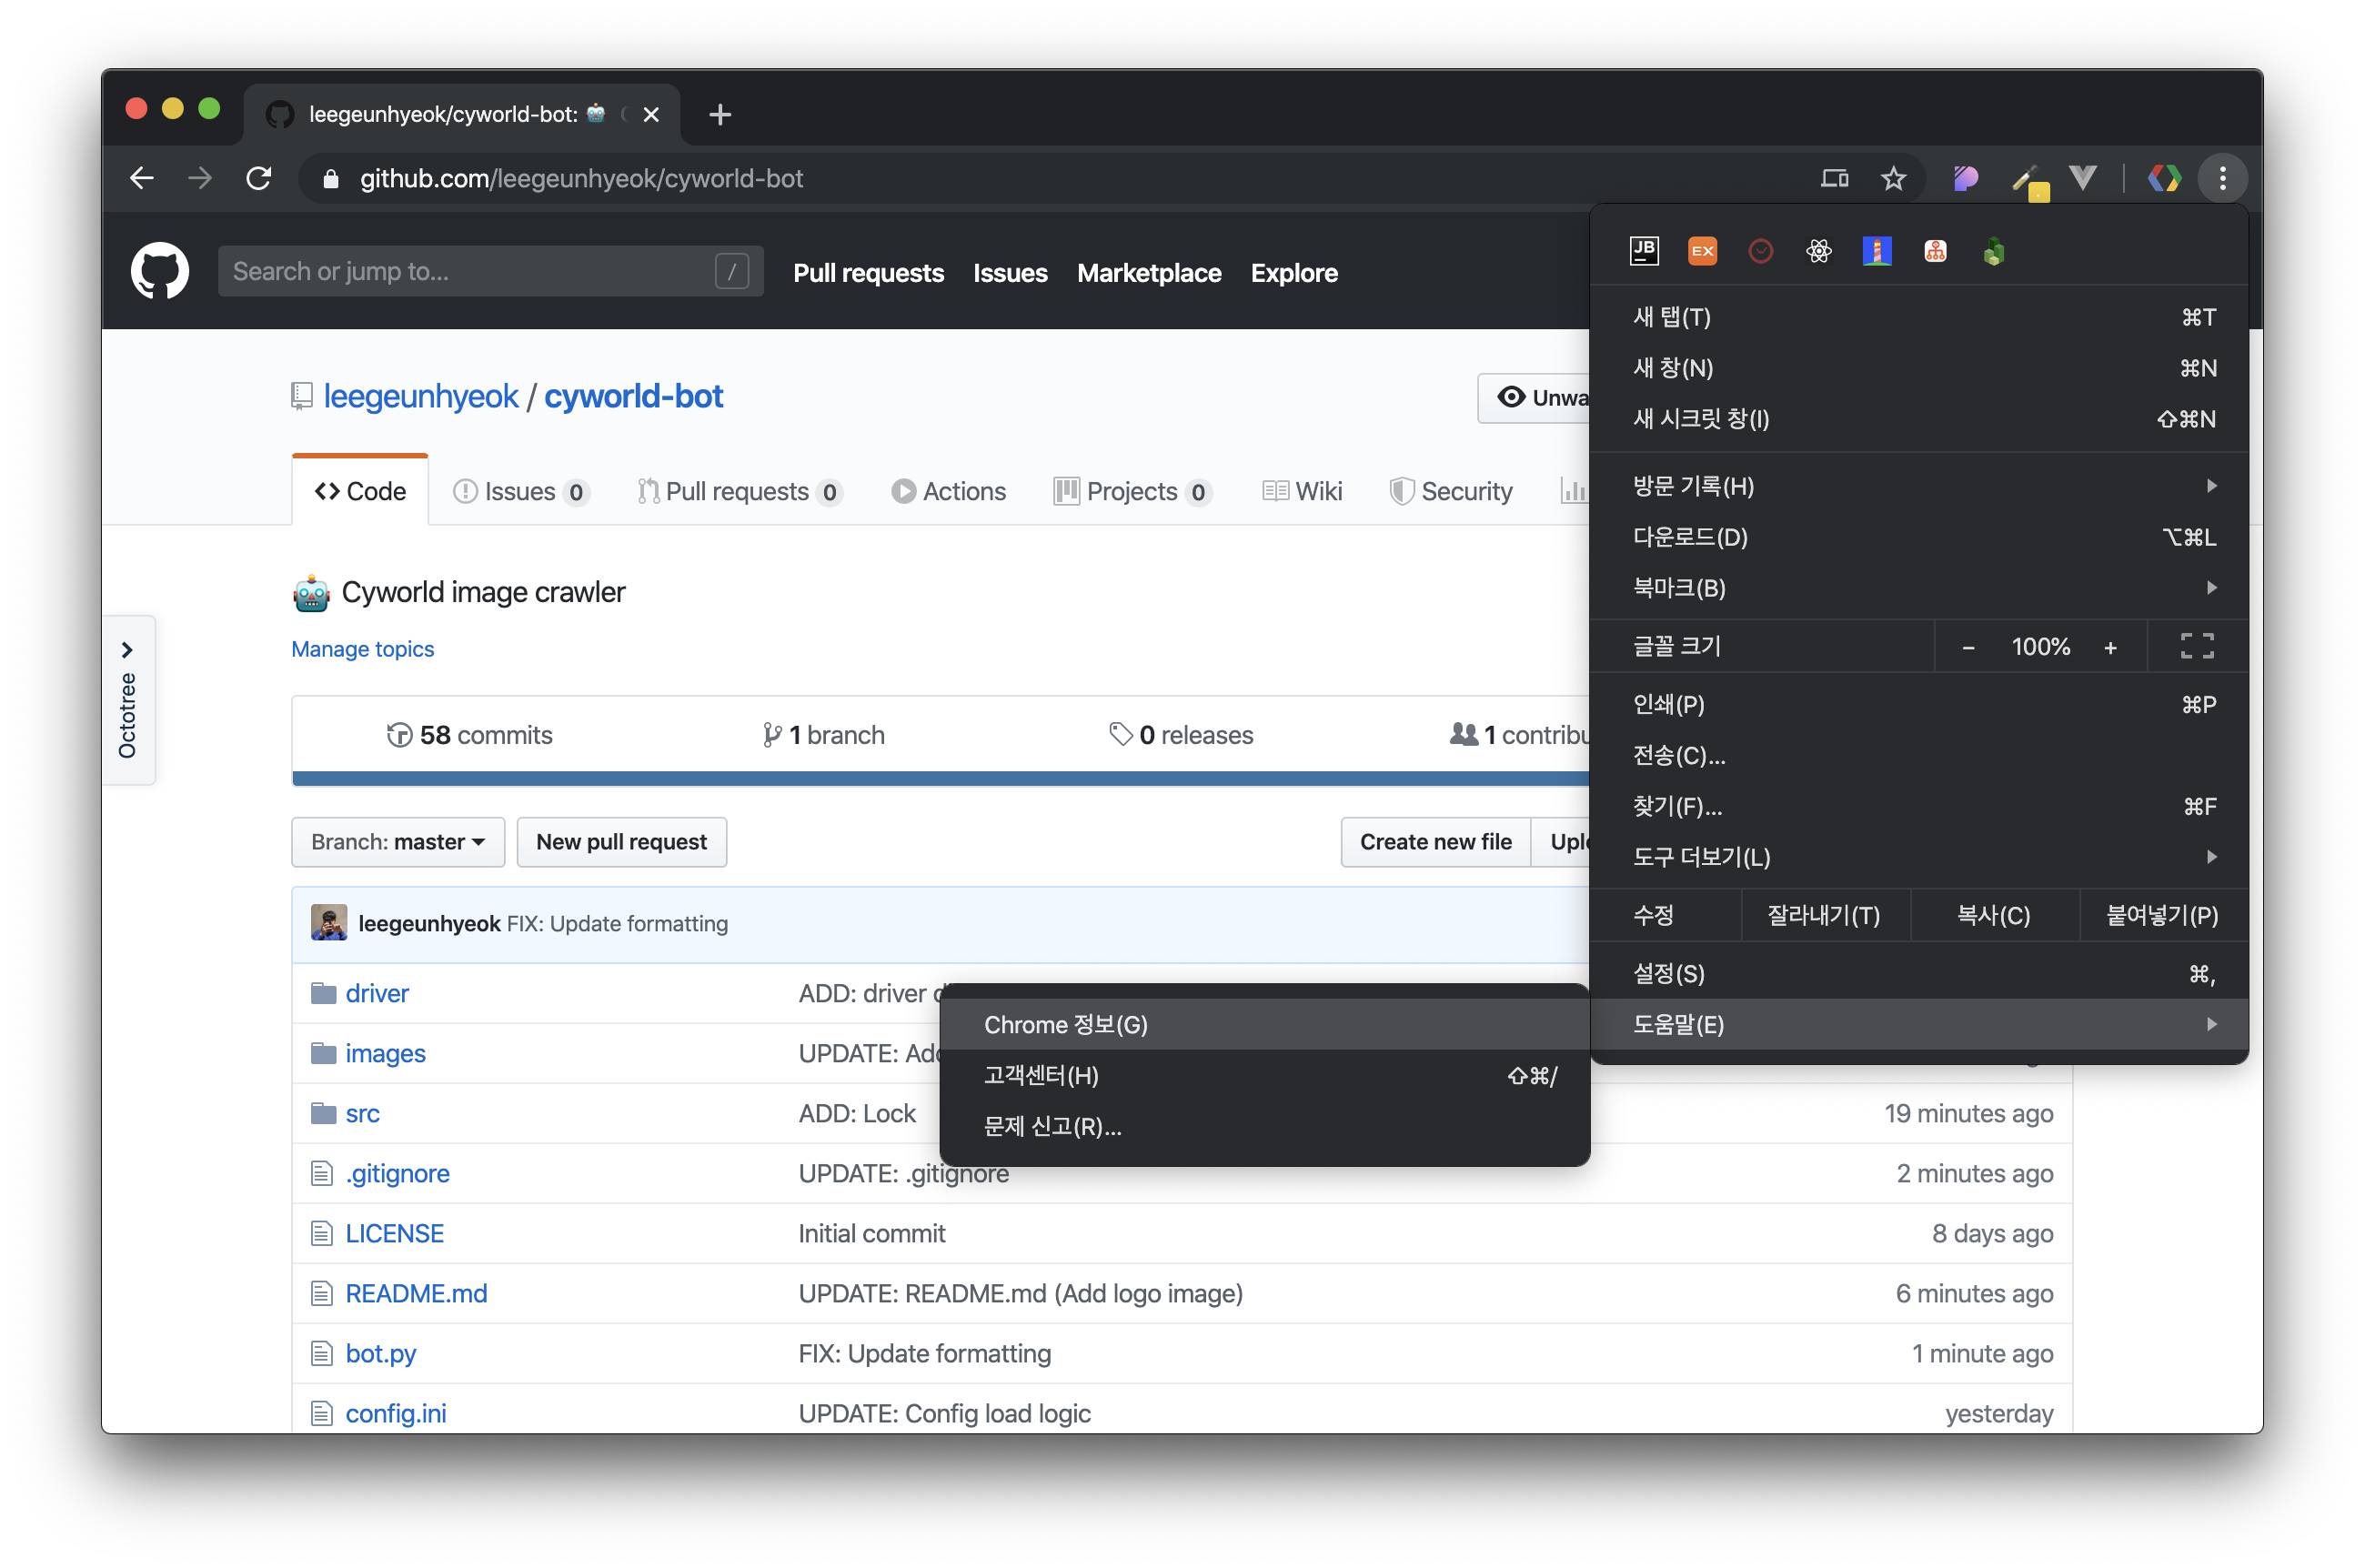 leegeunhyeok/cyworld-bot:
github.com/leegeunhyeok/cyworld-bot
Search or jump to... /
Pull requests Issues Marketplace Explore
JB EX
새 탭(T) ⌘T
새 창(N) ⌘N
새 시크릿 창(I) ⇧⌘N
방문 기록(H)
다운로드(D) ⌥⌘L
북마크(B)
글꼴 크기 - 100% +
인쇄(P) ⌘P
전송(C)...
찾기(F)... ⌘F
도구 더보기(L)
수정 잘라내기(T) 복사(C) 붙여넣기(P)
설정(S) ⌘,
도움말(E)
Chrome 정보(G)
고객센터(H) ⇧⌘/
문제 신고(R)...
leegeunhyeok / cyworld-bot
Unwa
Code Issues 0 Pull requests 0 Actions Projects 0 Wiki Security
Cyworld image crawler
Manage topics
Octotree
58 commits 1 branch 0 releases 1 contribu
Branch: master New pull request Create new file Uplo
leegeunhyeok FIX: Update formatting
driver ADD: driver d
images UPDATE: Add
src ADD: Lock 19 minutes ago
.gitignore UPDATE: .gitignore 2 minutes ago
LICENSE Initial commit 8 days ago
README.md UPDATE: README.md (Add logo image) 6 minutes ago
bot.py FIX: Update formatting 1 minute ago
config.ini UPDATE: Config load logic yesterday